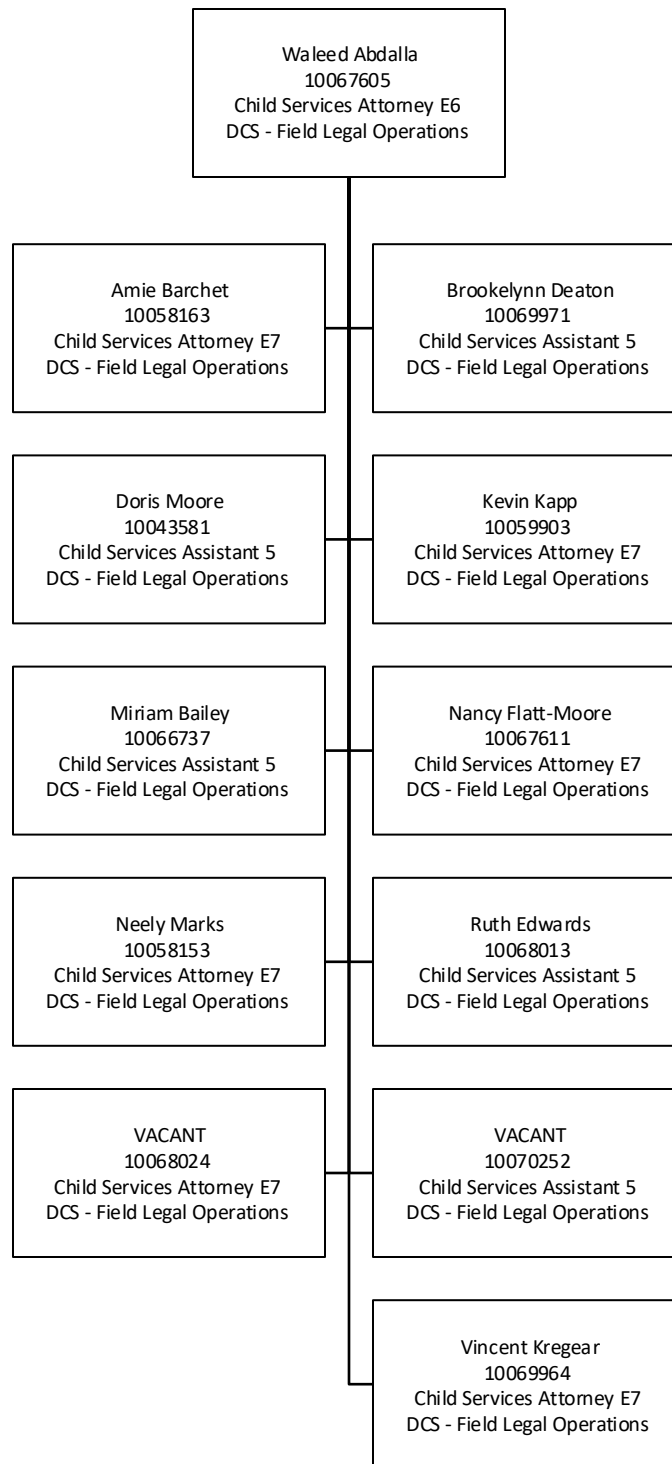 Waleed Abdalla
10067605
Child Services Attorney E6
DCS - Field Legal Operations
Amie Barchet
10058163
Child Services Attorney E7
DCS - Field Legal Operations
Brookelynn Deaton
10069971
Child Services Assistant 5
DCS - Field Legal Operations
Doris Moore
10043581
Child Services Assistant 5
DCS - Field Legal Operations
Kevin Kapp
10059903
Child Services Attorney E7
DCS - Field Legal Operations
Miriam Bailey
10066737
Child Services Assistant 5
DCS - Field Legal Operations
Nancy Flatt-Moore
10067611
Child Services Attorney E7
DCS - Field Legal Operations
Neely Marks
10058153
Child Services Attorney E7
DCS - Field Legal Operations
Ruth Edwards
10068013
Child Services Assistant 5
DCS - Field Legal Operations
VACANT
10068024
Child Services Attorney E7
DCS - Field Legal Operations
VACANT
10070252
Child Services Assistant 5
DCS - Field Legal Operations
Vincent Kregear
10069964
Child Services Attorney E7
DCS - Field Legal Operations